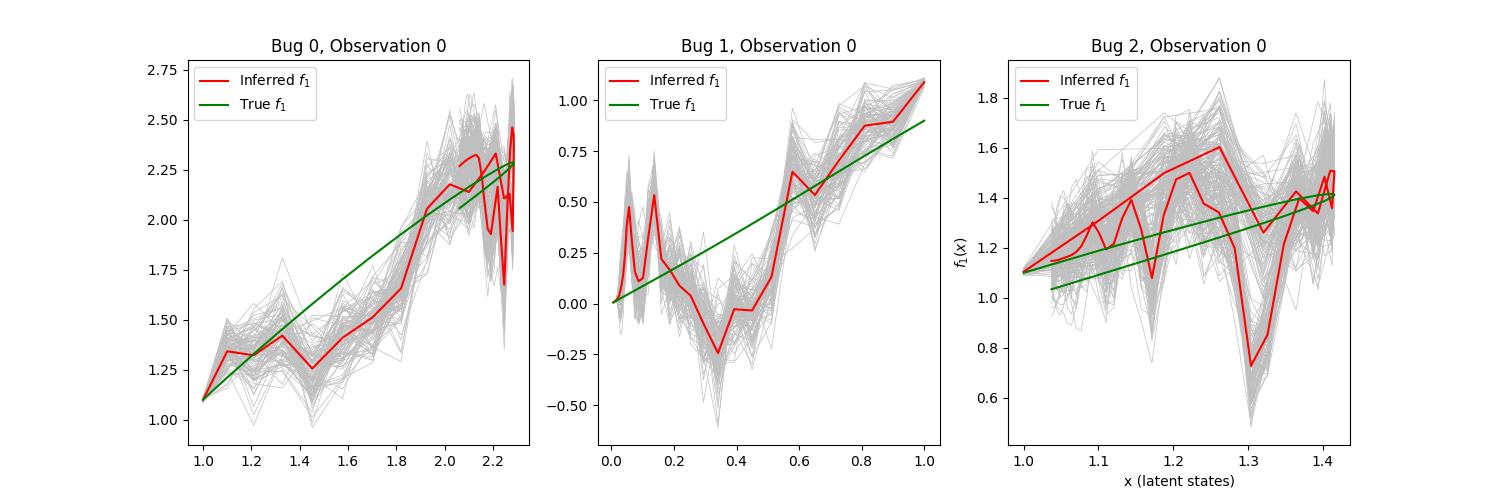 Bug 0, Observation 0
Inferred f₁
True f₁
2.75
2.50
2.25
2.00
1.75
1.50
1.25
1.00
1.0 1.2 1.4 1.6 1.8 2.0 2.2
Bug 1, Observation 0
Inferred f₁
True f₁
1.00
0.75
0.50
0.25
0.00
−0.25
−0.50
0.0 0.2 0.4 0.6 0.8 1.0
Bug 2, Observation 0
Inferred f₁
True f₁
f₁(x)
1.8
1.6
1.4
1.2
1.0
0.8
0.6
1.0 1.1 1.2 1.3 1.4
x (latent states)